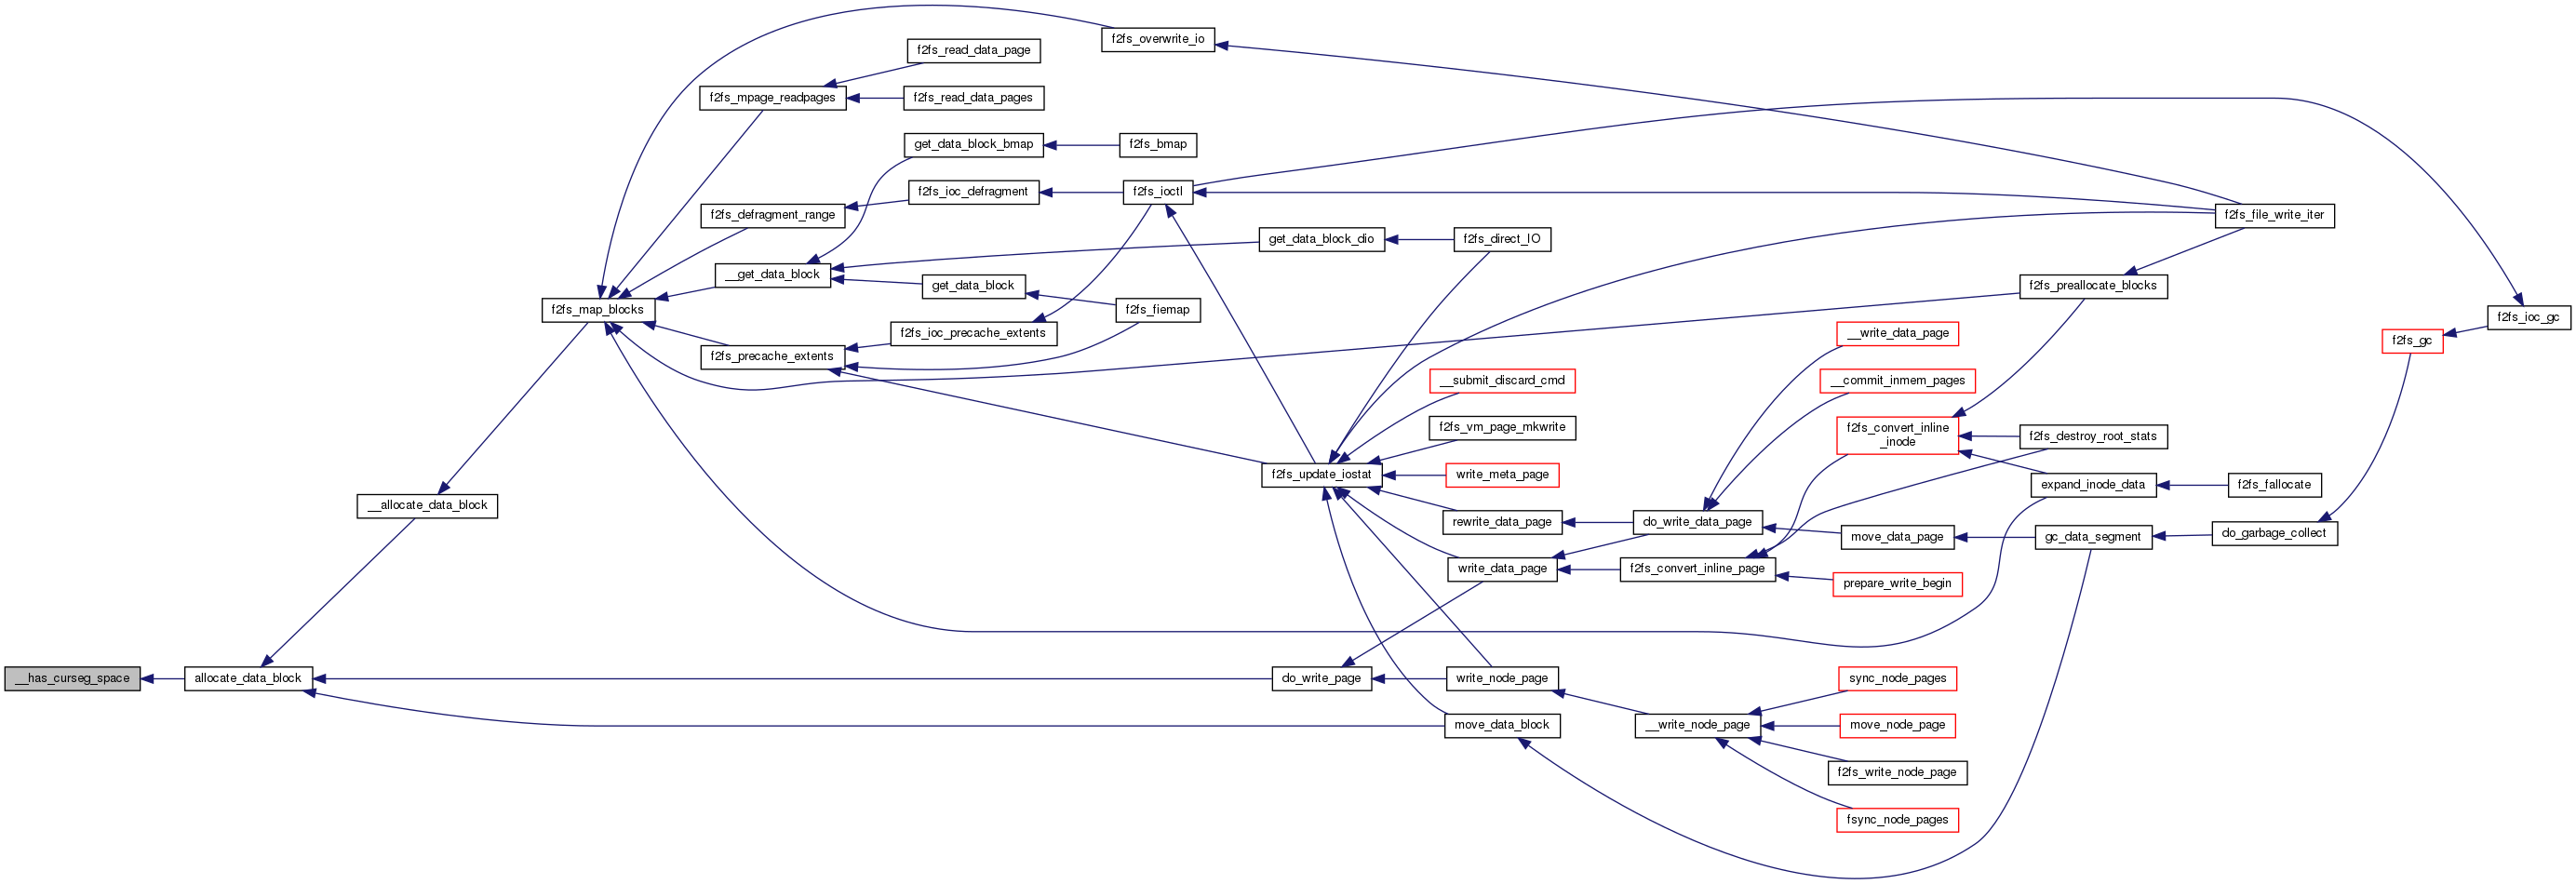 f2fs_overwrite_io
f2fs_read_data_page
f2fs_mpage_readpages
f2fs_read_data_pages
get_data_block_bmap
f2fs_bmap
f2fs_ioc_defragment
f2fs_ioctl
f2fs_defragment_range
f2fs_file_write_iter
get_data_block_dio
f2fs_direct_IO
__get_data_block
get_data_block
f2fs_preallocate_blocks
f2fs_map_blocks
f2fs_fiemap
f2fs_ioc_gc
f2fs_ioc_precache_extents
__write_data_page
f2fs_gc
f2fs_precache_extents
__submit_discard_cmd
__commit_inmem_pages
f2fs_vm_page_mkwrite
f2fs_convert_inline
_inode
f2fs_destroy_root_stats
f2fs_update_iostat
write_meta_page
expand_inode_data
f2fs_fallocate
__allocate_data_block
rewrite_data_page
do_write_data_page
move_data_page
gc_data_segment
do_garbage_collect
write_data_page
f2fs_convert_inline_page
prepare_write_begin
__has_curseg_space
allocate_data_block
do_write_page
write_node_page
sync_node_pages
move_data_block
__write_node_page
move_node_page
f2fs_write_node_page
fsync_node_pages